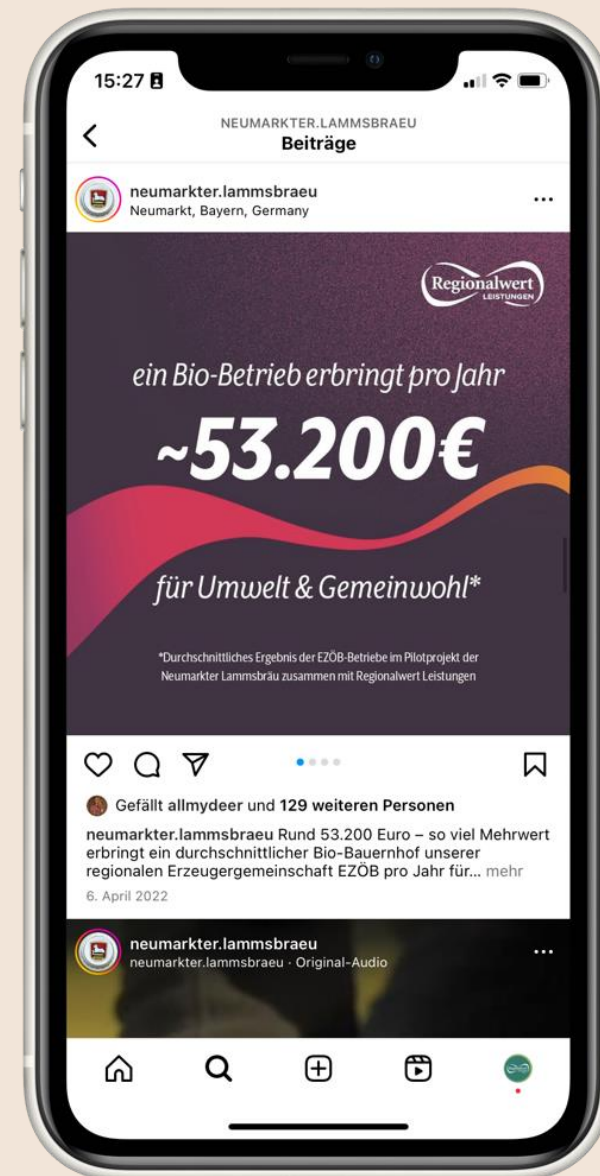 15:27
NEUMARKTER.LAMMSBRAEU
Beiträge
neumarkter.lammsbraeu
Neumarkt, Bayern, Germany
Regionalwert
LEISTUNGEN
ein Bio-Betrieb erbringt pro Jahr
~53.200€
für Umwelt & Gemeinwohl*
*Durchschnittliches Ergebnis der EZÖB-Betriebe im Pilotprojekt der
Neumarkter Lammsbräu zusammen mit Regionalwert Leistungen
Gefällt allmydeer und 129 weiteren Personen
neumarkter.lammsbraeu Rund 53.200 Euro – so viel Mehrwert
erbringt ein durchschnittlicher Bio-Bauernhof unserer
regionalen Erzeugergemeinschaft EZÖB pro Jahr für... mehr
6. April 2022
neumarkter.lammsbraeu
neumarkter.lammsbraeu · Original-Audio